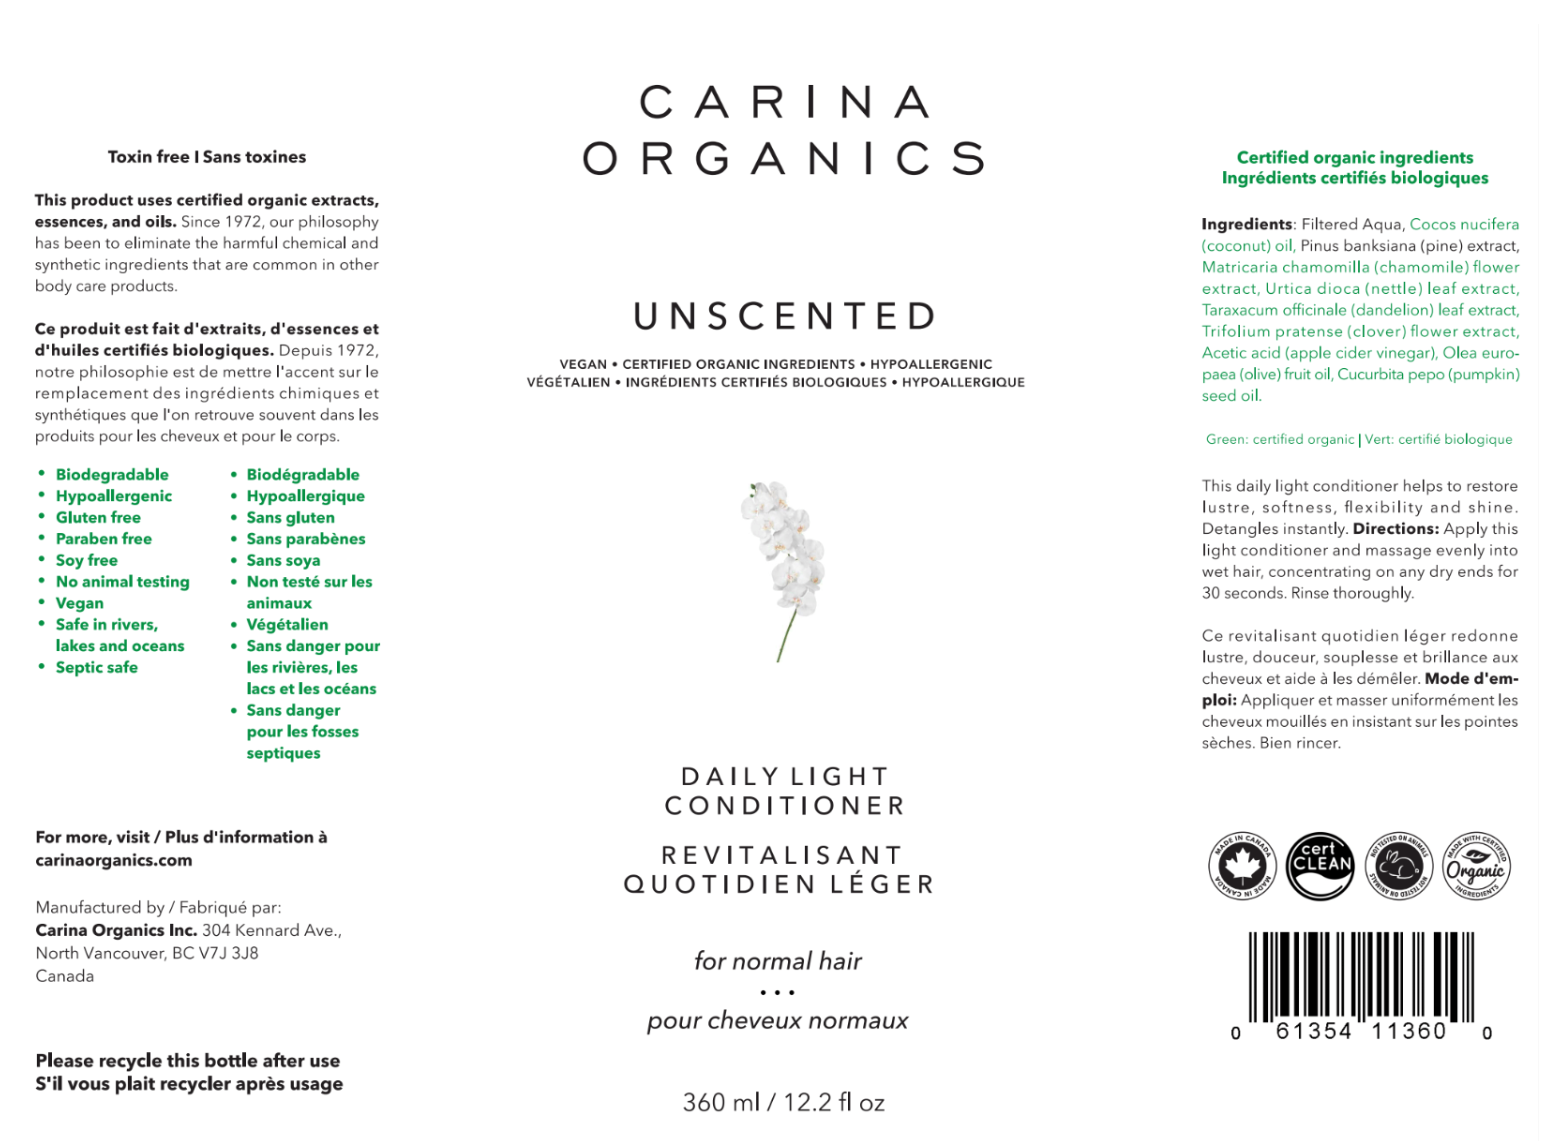 Toxin free I Sans toxines
This product uses certified organic extracts,
essences, and oils. Since 1972, our philosophy
has been to eliminate the harmful chemical and
synthetic ingredients that are common in other
body care products.
Ce produit est fait d'extraits, d'essences et
d'huiles certifiés biologiques. Depuis 1972,
notre philosophie est de mettre l'accent sur le
remplacement des ingrédients chimiques et
synthétiques que l'on retrouve souvent dans les
produits pour les cheveux et pour le corps.
• Biodegradable
• Hypoallergenic
• Gluten free
• Paraben free
• Soy free
• No animal testing
• Vegan
• Safe in rivers,
lakes and oceans
• Septic safe
• Biodégradable
• Hypoallergique
• Sans gluten
• Sans parabènes
• Sans soya
• Non testé sur les
animaux
• Végétalien
• Sans danger pour
les rivières, les
lacs et les océans
• Sans danger
pour les fosses
septiques
For more, visit / Plus d'information à
carinaorganics.com
Manufactured by / Fabriqué par:
Carina Organics Inc. 304 Kennard Ave.,
North Vancouver, BC V7J 3J8
Canada
Please recycle this bottle after use
S'il vous plait recycler après usage
CARINA
ORGANICS
UNSCENTED
VEGAN • CERTIFIED ORGANIC INGREDIENTS • HYPOALLERGENIC
VÉGÉTALIEN • INGRÉDIENTS CERTIFIÉS BIOLOGIQUES • HYPOALLERGIQUE
DAILY LIGHT
CONDITIONER
REVITALISANT
QUOTIDIEN LÉGER
for normal hair
...
pour cheveux normaux
360 ml / 12.2 fl oz
Certified organic ingredients
Ingrédients certifiés biologiques
Ingredients: Filtered Aqua, Cocos nucifera
(coconut) oil, Pinus banksiana (pine) extract,
Matricaria chamomilla (chamomile) flower
extract, Urtica dioca (nettle) leaf extract,
Taraxacum officinale (dandelion) leaf extract,
Trifolium pratense (clover) flower extract,
Acetic acid (apple cider vinegar), Olea euro-
paea (olive) fruit oil, Cucurbita pepo (pumpkin)
seed oil.
Green: certified organic | Vert: certifié biologique
This daily light conditioner helps to restore
lustre, softness, flexibility and shine.
Detangles instantly. Directions: Apply this
light conditioner and massage evenly into
wet hair, concentrating on any dry ends for
30 seconds. Rinse thoroughly.
Ce revitalisant quotidien léger redonne
lustre, douceur, souplesse et brillance aux
cheveux et aide à les démêler. Mode d'em-
ploi: Appliquer et masser uniformément les
cheveux mouillés en insistant sur les pointes
sèches. Bien rincer.
MADE IN CANADA
MADE IN CANADA
cert
CLEAN
NOT TESTED ON ANIMALS
NOT TESTED ON ANIMALS
MADE WITH CERTIFIED
Organic
INGREDIENTS
0 61354 11360 0